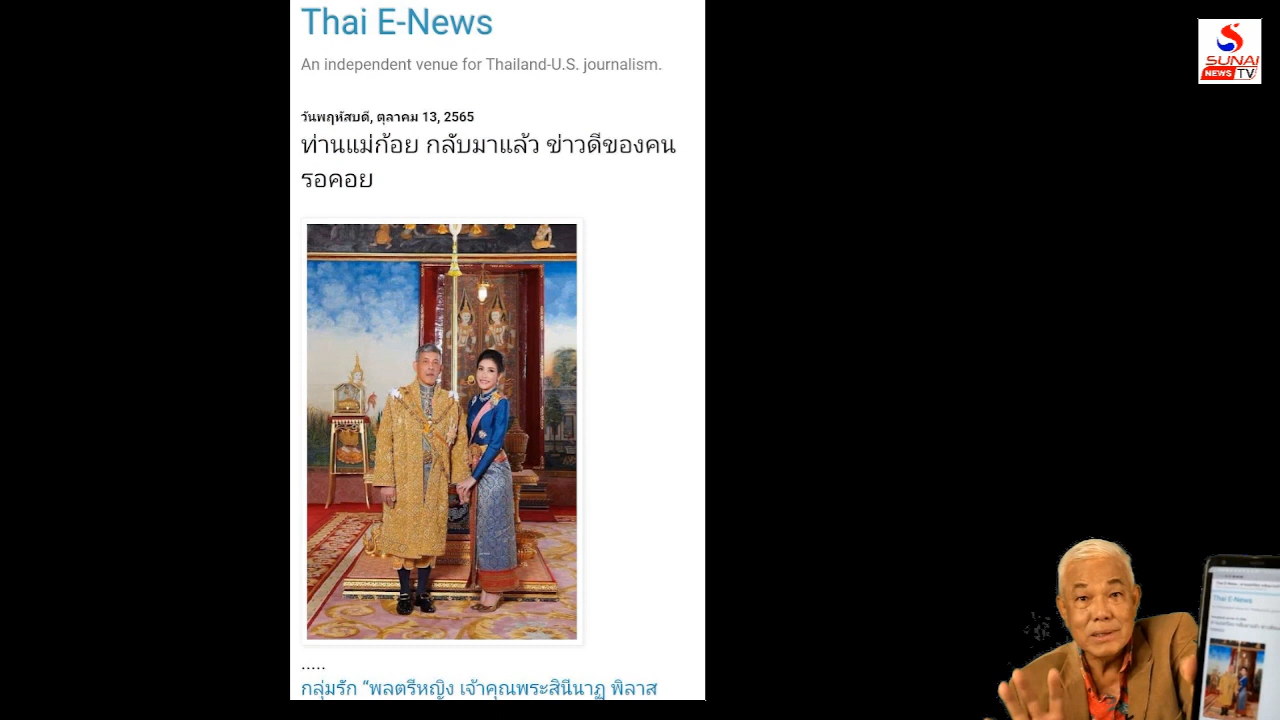 Thai E-News
An independent venue for Thailand-U.S. journalism.
วันพฤหัสบดี, ตุลาคม 13, 2565
ท่านแม่ก้อย กลับมาแล้ว ข่าวดีของคน
รอคอย
.....
กลุ่มรัก “พลตรีหญิง เจ้าคุณพระสินีนาฏ พิลาส
SUNAI
NEWS TV
Thai E-News